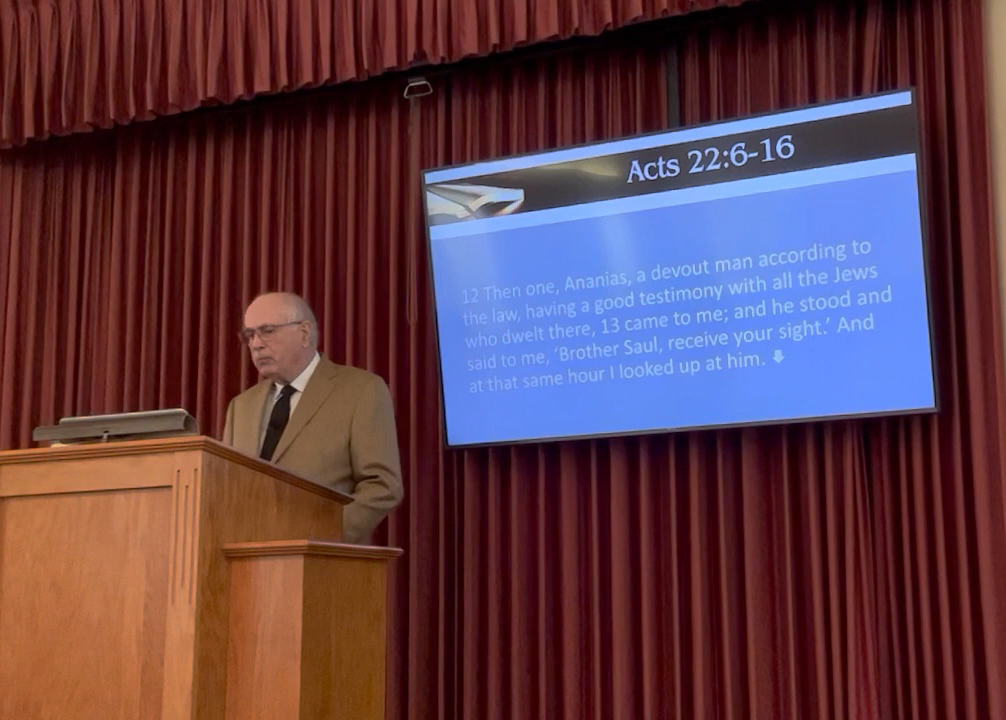 Acts 22:6-16
12 Then one, Ananias, a devout man according to
the law, having a good testimony with all the Jews
who dwelt there, 13 came to me; and he stood and
said to me, ‘Brother Saul, receive your sight.’ And
at that same hour I looked up at him.